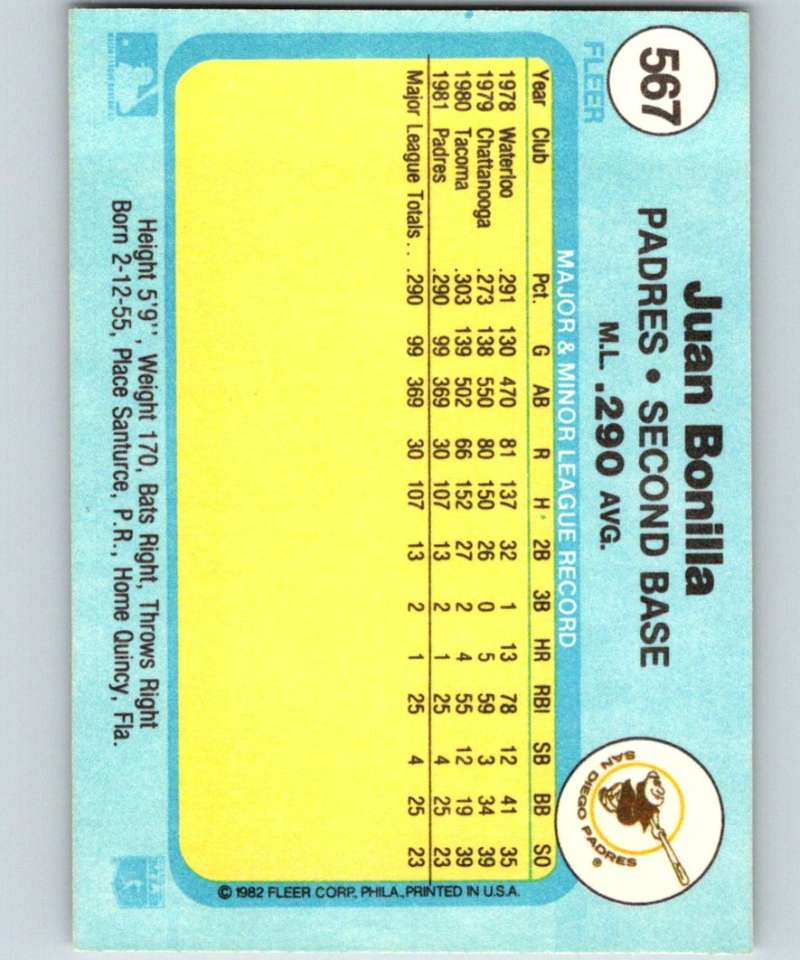 567
FLEER
Juan Bonilla
PADRES • SECOND BASE
M.L. .290 AVG.
SAN DIEGO PADRES ®
MAJOR & MINOR LEAGUE RECORD
Year Club Pct. G AB R H 2B 3B HR RBI SB BB SO
1978 Waterloo .291 130 470 81 137 32 1 13 78 12 41 35
1979 Chattanooga .273 138 550 80 150 26 0 5 59 3 34 39
1980 Tacoma .303 139 502 66 152 27 2 4 55 12 19 39
1981 Padres .290 99 369 30 107 13 2 1 25 4 25 23
Major League Totals . . .290 99 369 30 107 13 2 1 25 4 25 23
© 1982 FLEER CORP., PHILA., PRINTED IN U.S.A.
Height 5'9'', Weight 170, Bats Right, Throws Right
Born 2-12-55, Place Santurce, P.R., Home Quincy, Fla.